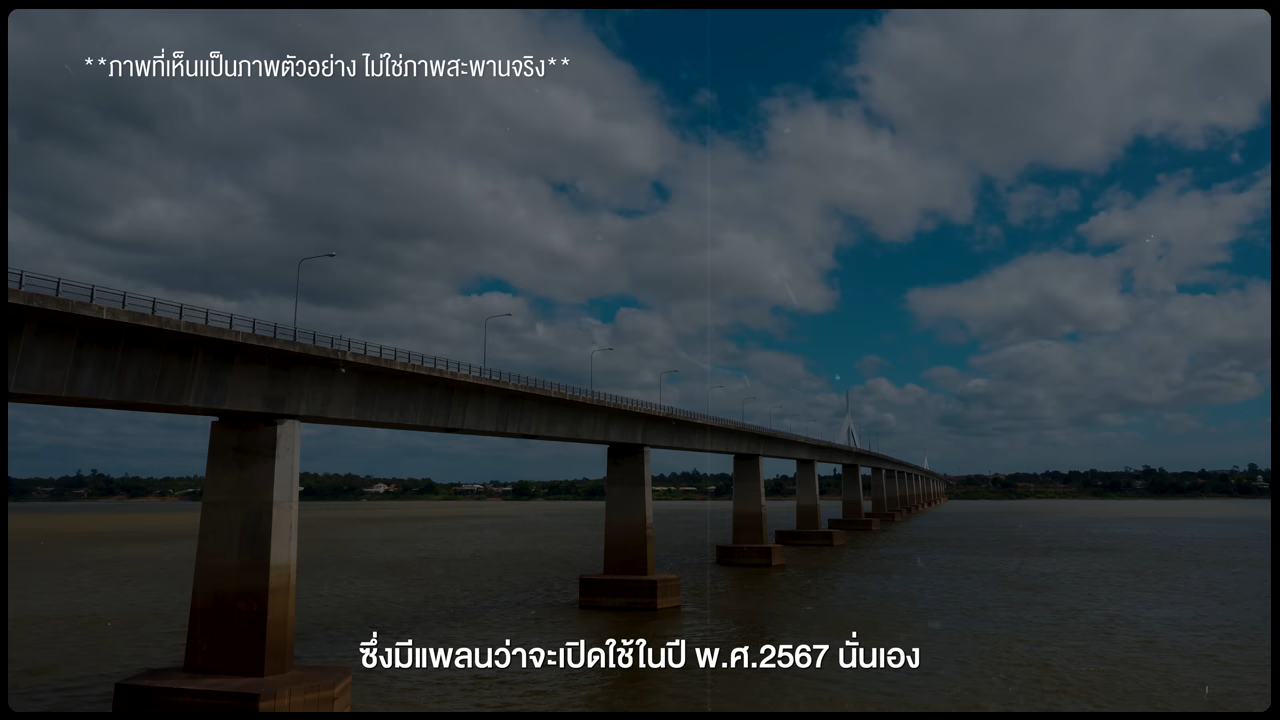 **ภาพที่เห็นแป็นภาพตัวอย่าง ไม่ใช่ภาพสะพานจริง**
ซึ่งมีแพลนว่าจะเปิดใช้ในปี พ.ศ.2567 นั่นเอง